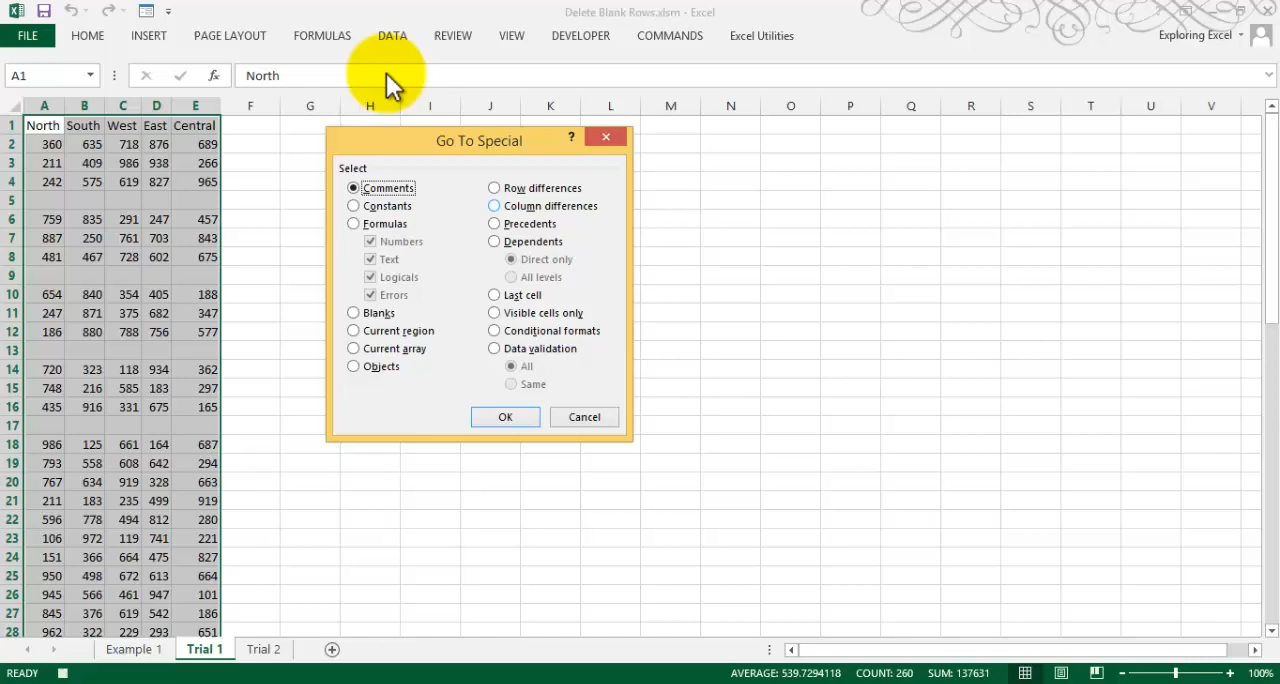 Delete Blank Rows.xlsm - Excel
FILE HOME INSERT PAGE LAYOUT FORMULAS DATA REVIEW VIEW DEVELOPER COMMANDS Excel Utilities Exploring Excel
A1 fx North
A B C D E F G H I J K L M N O P Q R S T U V
1 North South West East Central
2 360 635 718 876 689
3 211 409 986 938 266
4 242 575 619 827 965
5
6 759 835 291 247 457
7 887 250 761 703 843
8 481 467 728 602 675
9
10 654 840 354 405 188
11 247 871 375 682 347
12 186 880 788 756 577
13
14 720 323 118 934 362
15 748 216 585 183 297
16 435 916 331 675 165
17
18 986 125 661 164 687
19 793 558 608 642 294
20 767 634 919 328 663
21 211 183 235 499 919
22 596 778 494 812 280
23 106 972 119 741 221
24 151 366 664 475 827
25 950 498 672 613 664
26 945 566 461 947 101
27 845 376 619 542 186
28 962 322 229 293 651
Go To Special ?
Select
Comments Row differences
Constants Column differences
Formulas Precedents
Numbers Dependents
Text Direct only
Logicals All levels
Errors Last cell
Blanks Visible cells only
Current region Conditional formats
Current array Data validation
Objects All
Same
OK Cancel
Example 1 Trial 1 Trial 2
READY AVERAGE: 539.7294118 COUNT: 260 SUM: 137631 100%